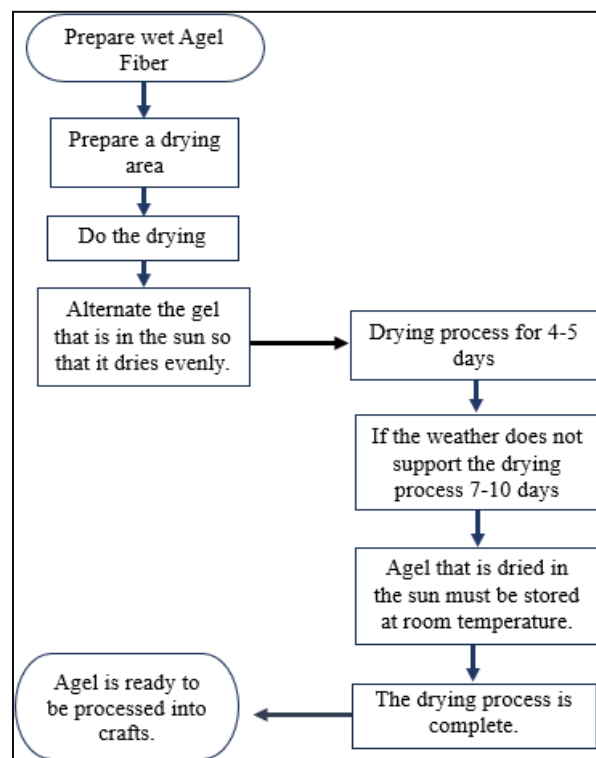 Prepare wet Agel
Fiber
Prepare a drying
area
Do the drying
Alternate the gel
that is in the sun so
that it dries evenly.
Drying process for 4-5
days
If the weather does not
support the drying
process 7-10 days
Agel that is dried in
the sun must be stored
at room temperature.
The drying process is
complete.
Agel is ready to
be processed into
crafts.